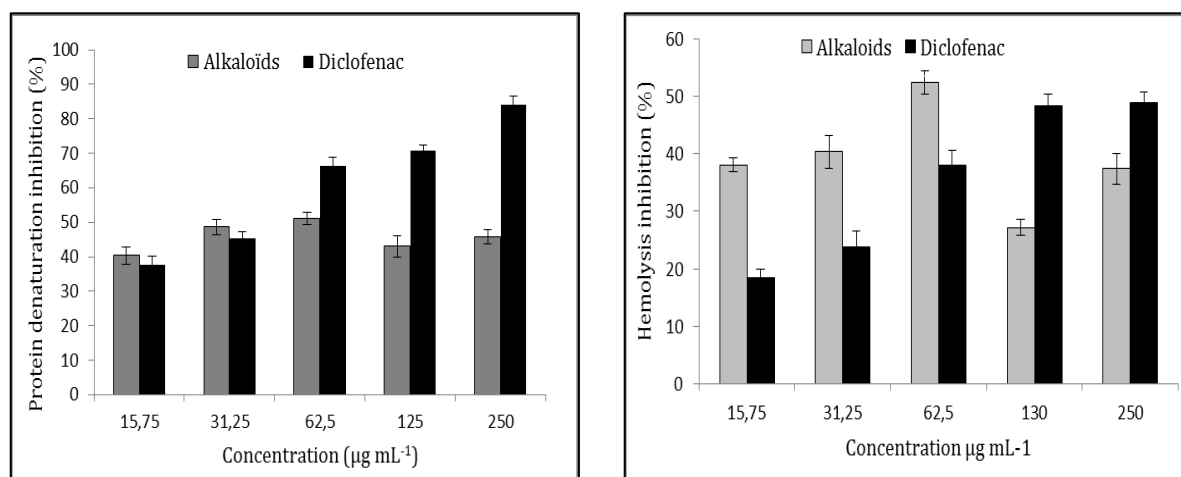 Protein denaturation inhibition (%)
100
90
80
70
60
50
40
30
20
10
0
Alkaloïds Diclofenac
15,75 31,25 62,5 125 250
Concentration (µg mL-1)
Hemolysis inhibition (%)
60
50
40
30
20
10
0
Alkaloids Diclofenac
15,75 31,25 62,5 130 250
Concentration µg mL-1